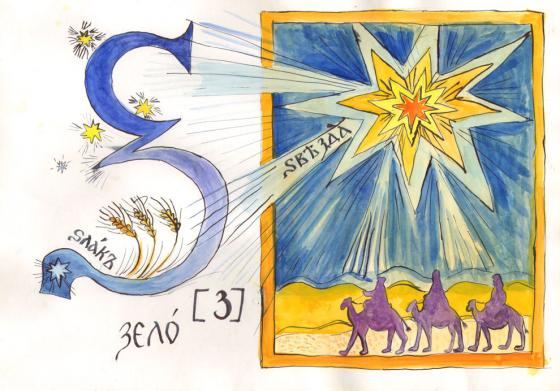 ѕвѣзда
ѕла́къ
[З]
зело́